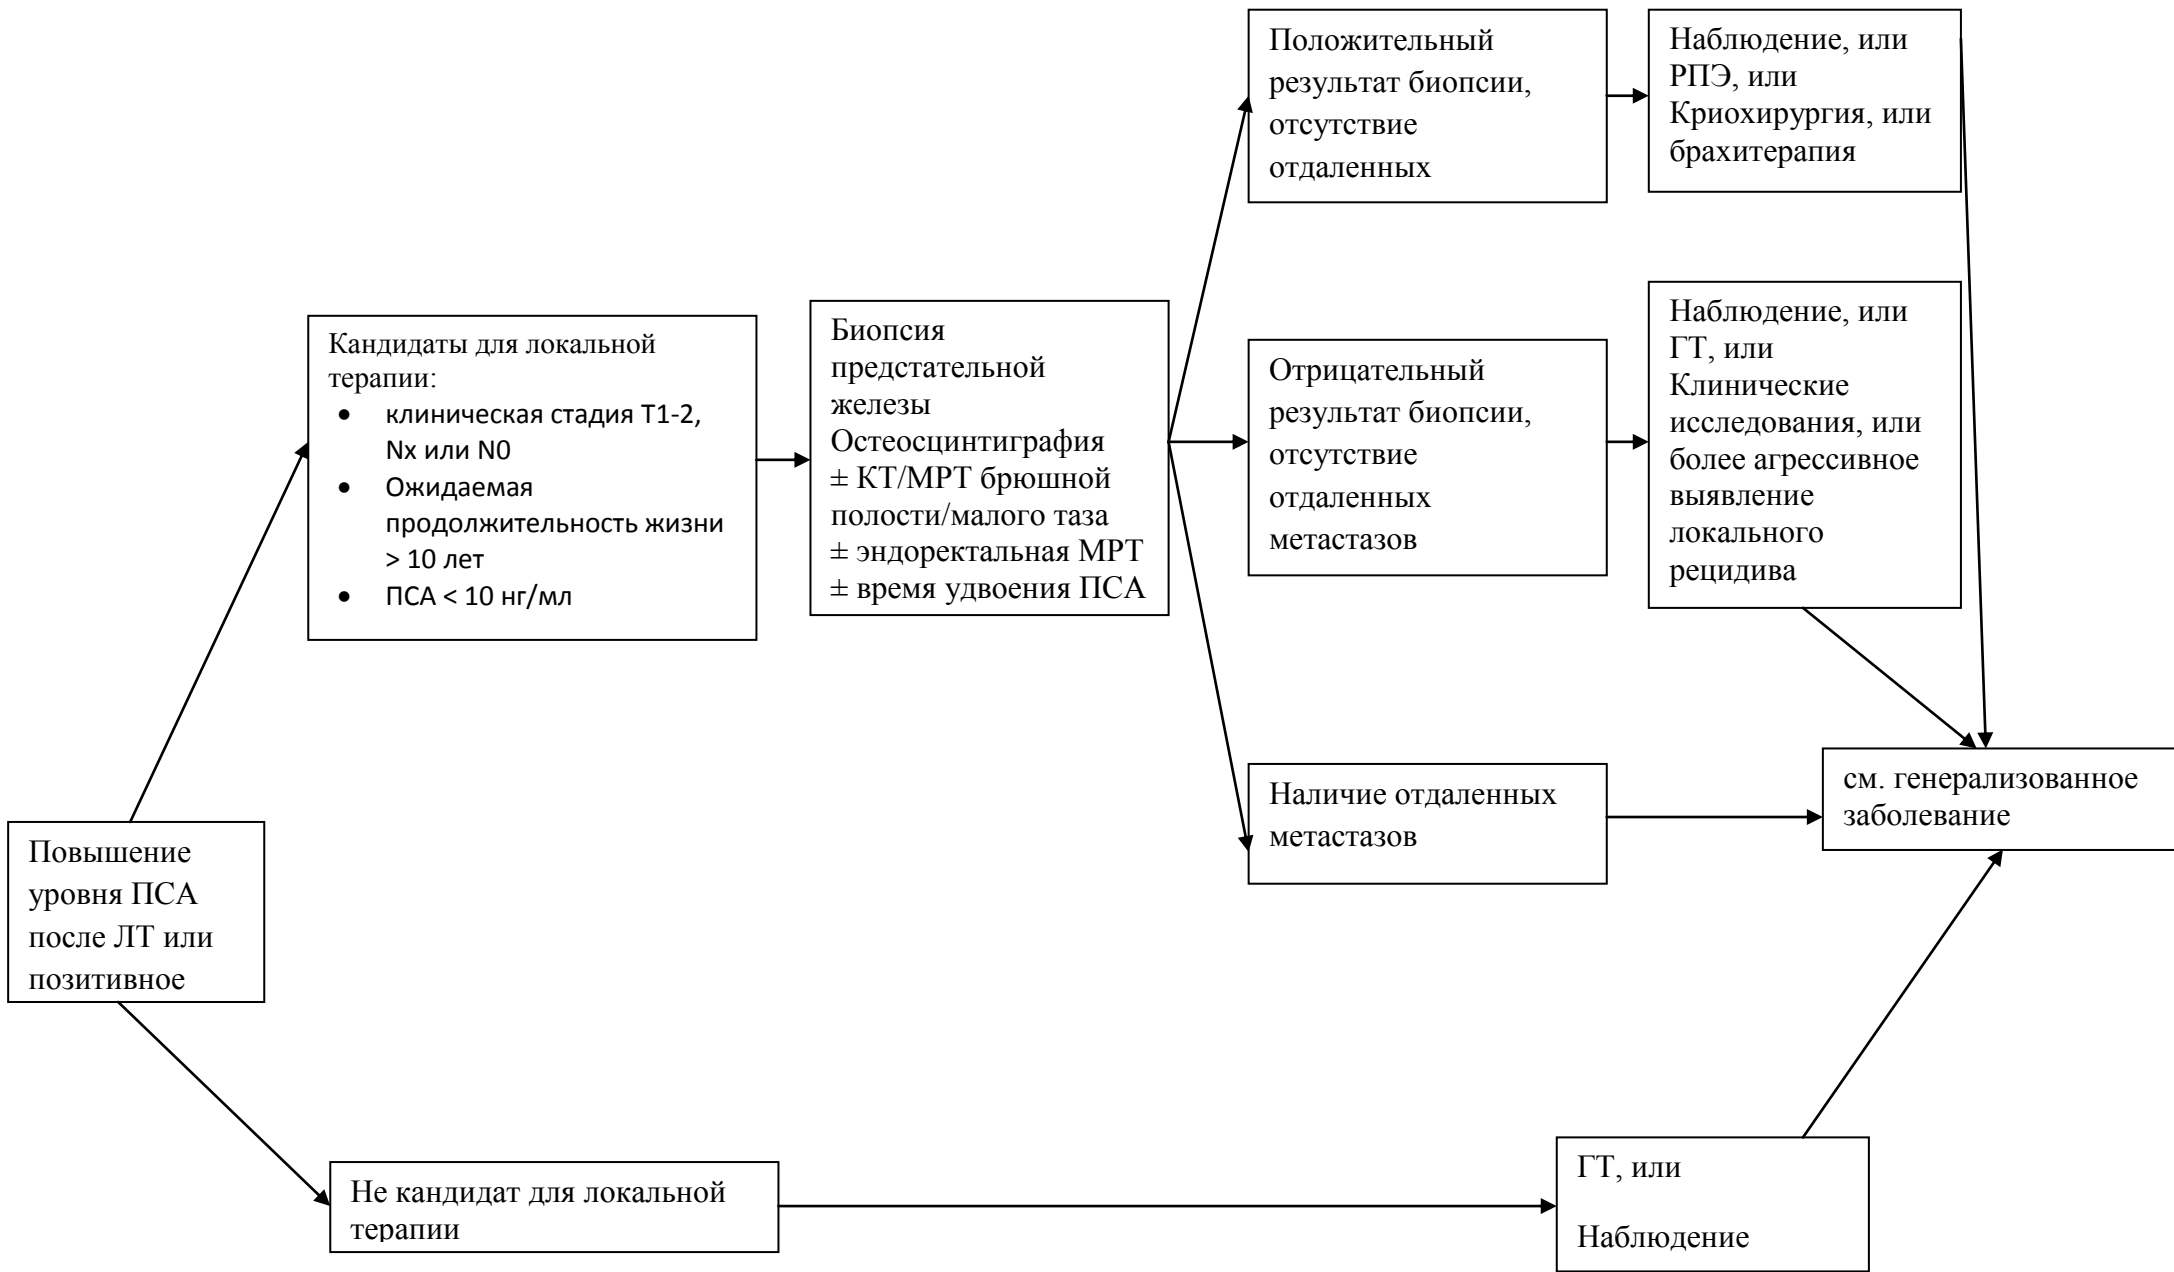 Положительный
результат биопсии,
отсутствие
отдаленных
Наблюдение, или
РПЭ, или
Криохирургия, или
брахитерапия
Кандидаты для локальной
терапии:
• клиническая стадия Т1-2,
Nx или N0
• Ожидаемая
продолжительность жизни
> 10 лет
• ПСА < 10 нг/мл
Биопсия
предстательной
железы
Остеосцинтиграфия
± КТ/МРТ брюшной
полости/малого таза
± эндоректальная МРТ
± время удвоения ПСА
Отрицательный
результат биопсии,
отсутствие
отдаленных
метастазов
Наблюдение, или
ГТ, или
Клинические
исследования, или
более агрессивное
выявление
локального
рецидива
Наличие отдаленных
метастазов
см. генерализованное
заболевание
Повышение
уровня ПСА
после ЛТ или
позитивное
Не кандидат для локальной
терапии
ГТ, или
Наблюдение